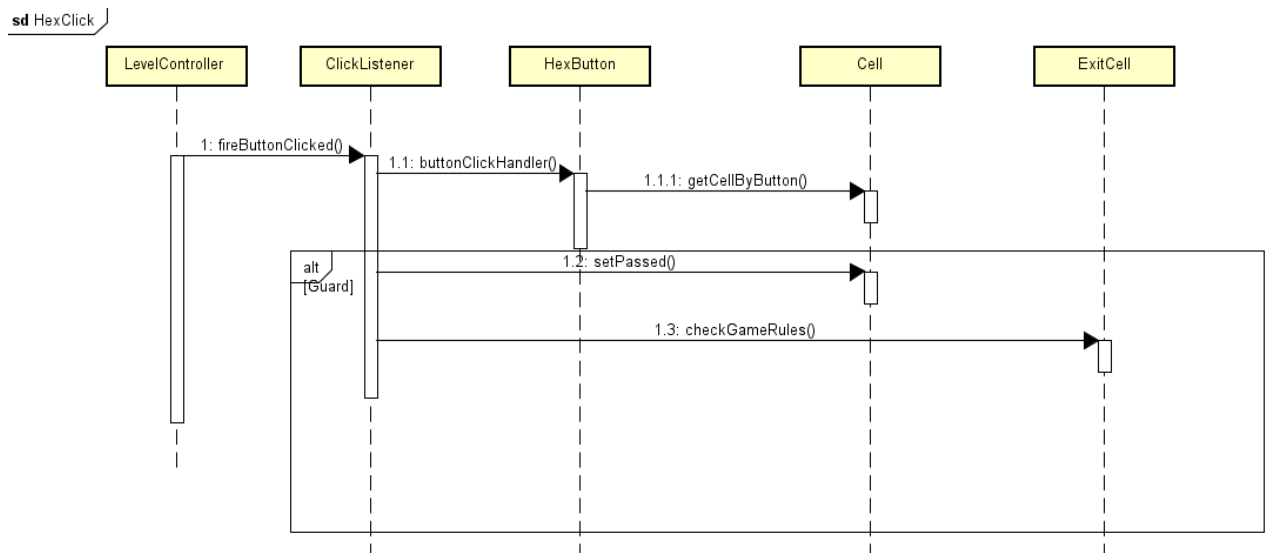 sd HexClick
LevelController
ClickListener
HexButton
Cell
ExitCell
1: fireButtonClicked()
1.1: buttonClickHandler()
1.1.1: getCellByButton()
alt
[Guard]
1.2: setPassed()
1.3: checkGameRules()